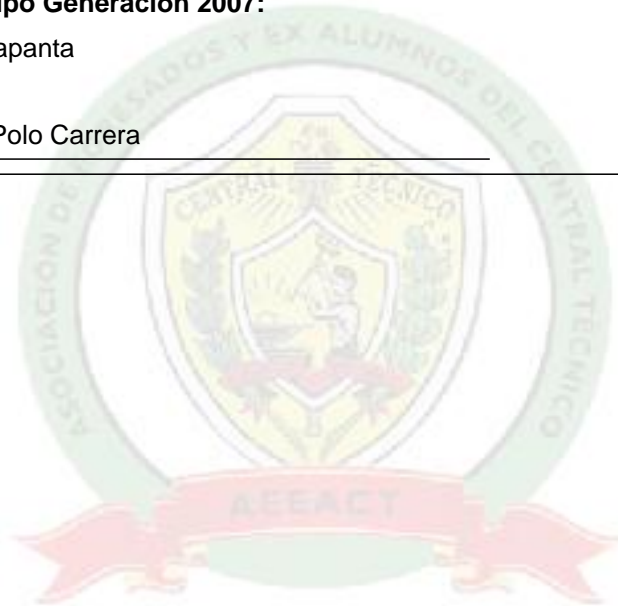 po Generación 2007:
apanta
Polo Carrera
ASOCIACIÓN DE EGRESADOS Y EX ALUMNOS DEL CENTRAL TÉCNICO
CENTRAL TÉCNICO
AEEACT